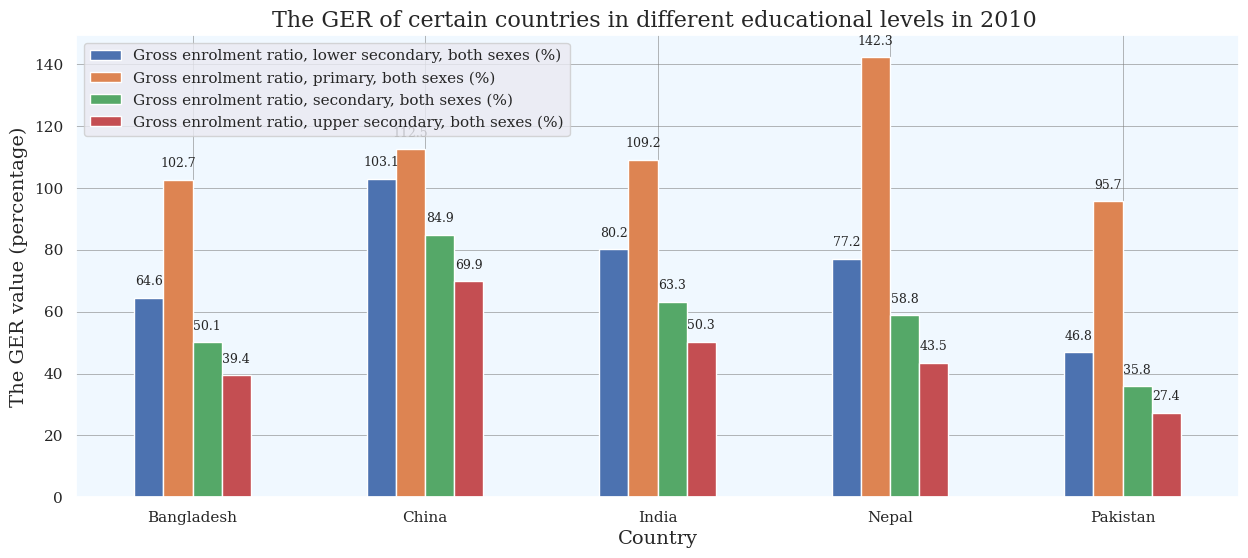 The GER of certain countries in different educational levels in 2010
Gross enrolment ratio, lower secondary, both sexes (%)
Gross enrolment ratio, primary, both sexes (%)
Gross enrolment ratio, secondary, both sexes (%)
Gross enrolment ratio, upper secondary, both sexes (%)
The GER value (percentage)
140
120
100
80
60
40
20
0
64.6
102.7
50.1
39.4
103.1
112.5
84.9
69.9
80.2
109.2
63.3
50.3
77.2
142.3
58.8
43.5
46.8
95.7
35.8
27.4
Bangladesh
China
India
Nepal
Pakistan
Country